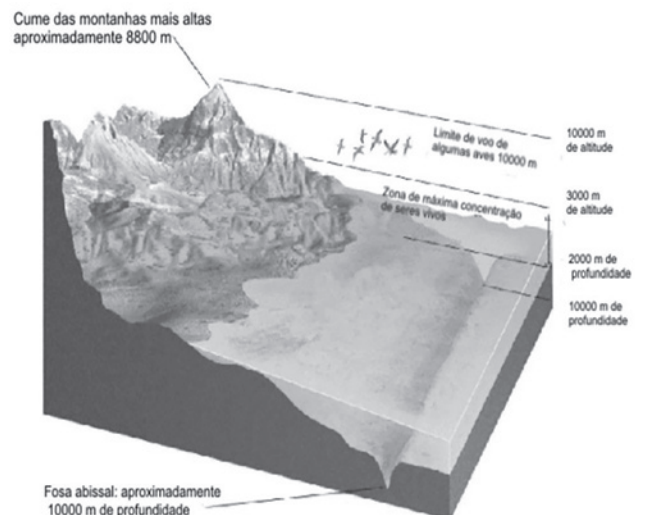 Cume das montanhas mais altas
aproximadamente 8800 m
10000 m
de altitude
Limite de voo de
algumas aves 10000 m
3000 m
de altitude
Zona de máxima concentração
de seres vivos
2000 m de
profundidade
10000 m de
profundidade
Fosa abissal: aproximadamente
10000 m de profundidade